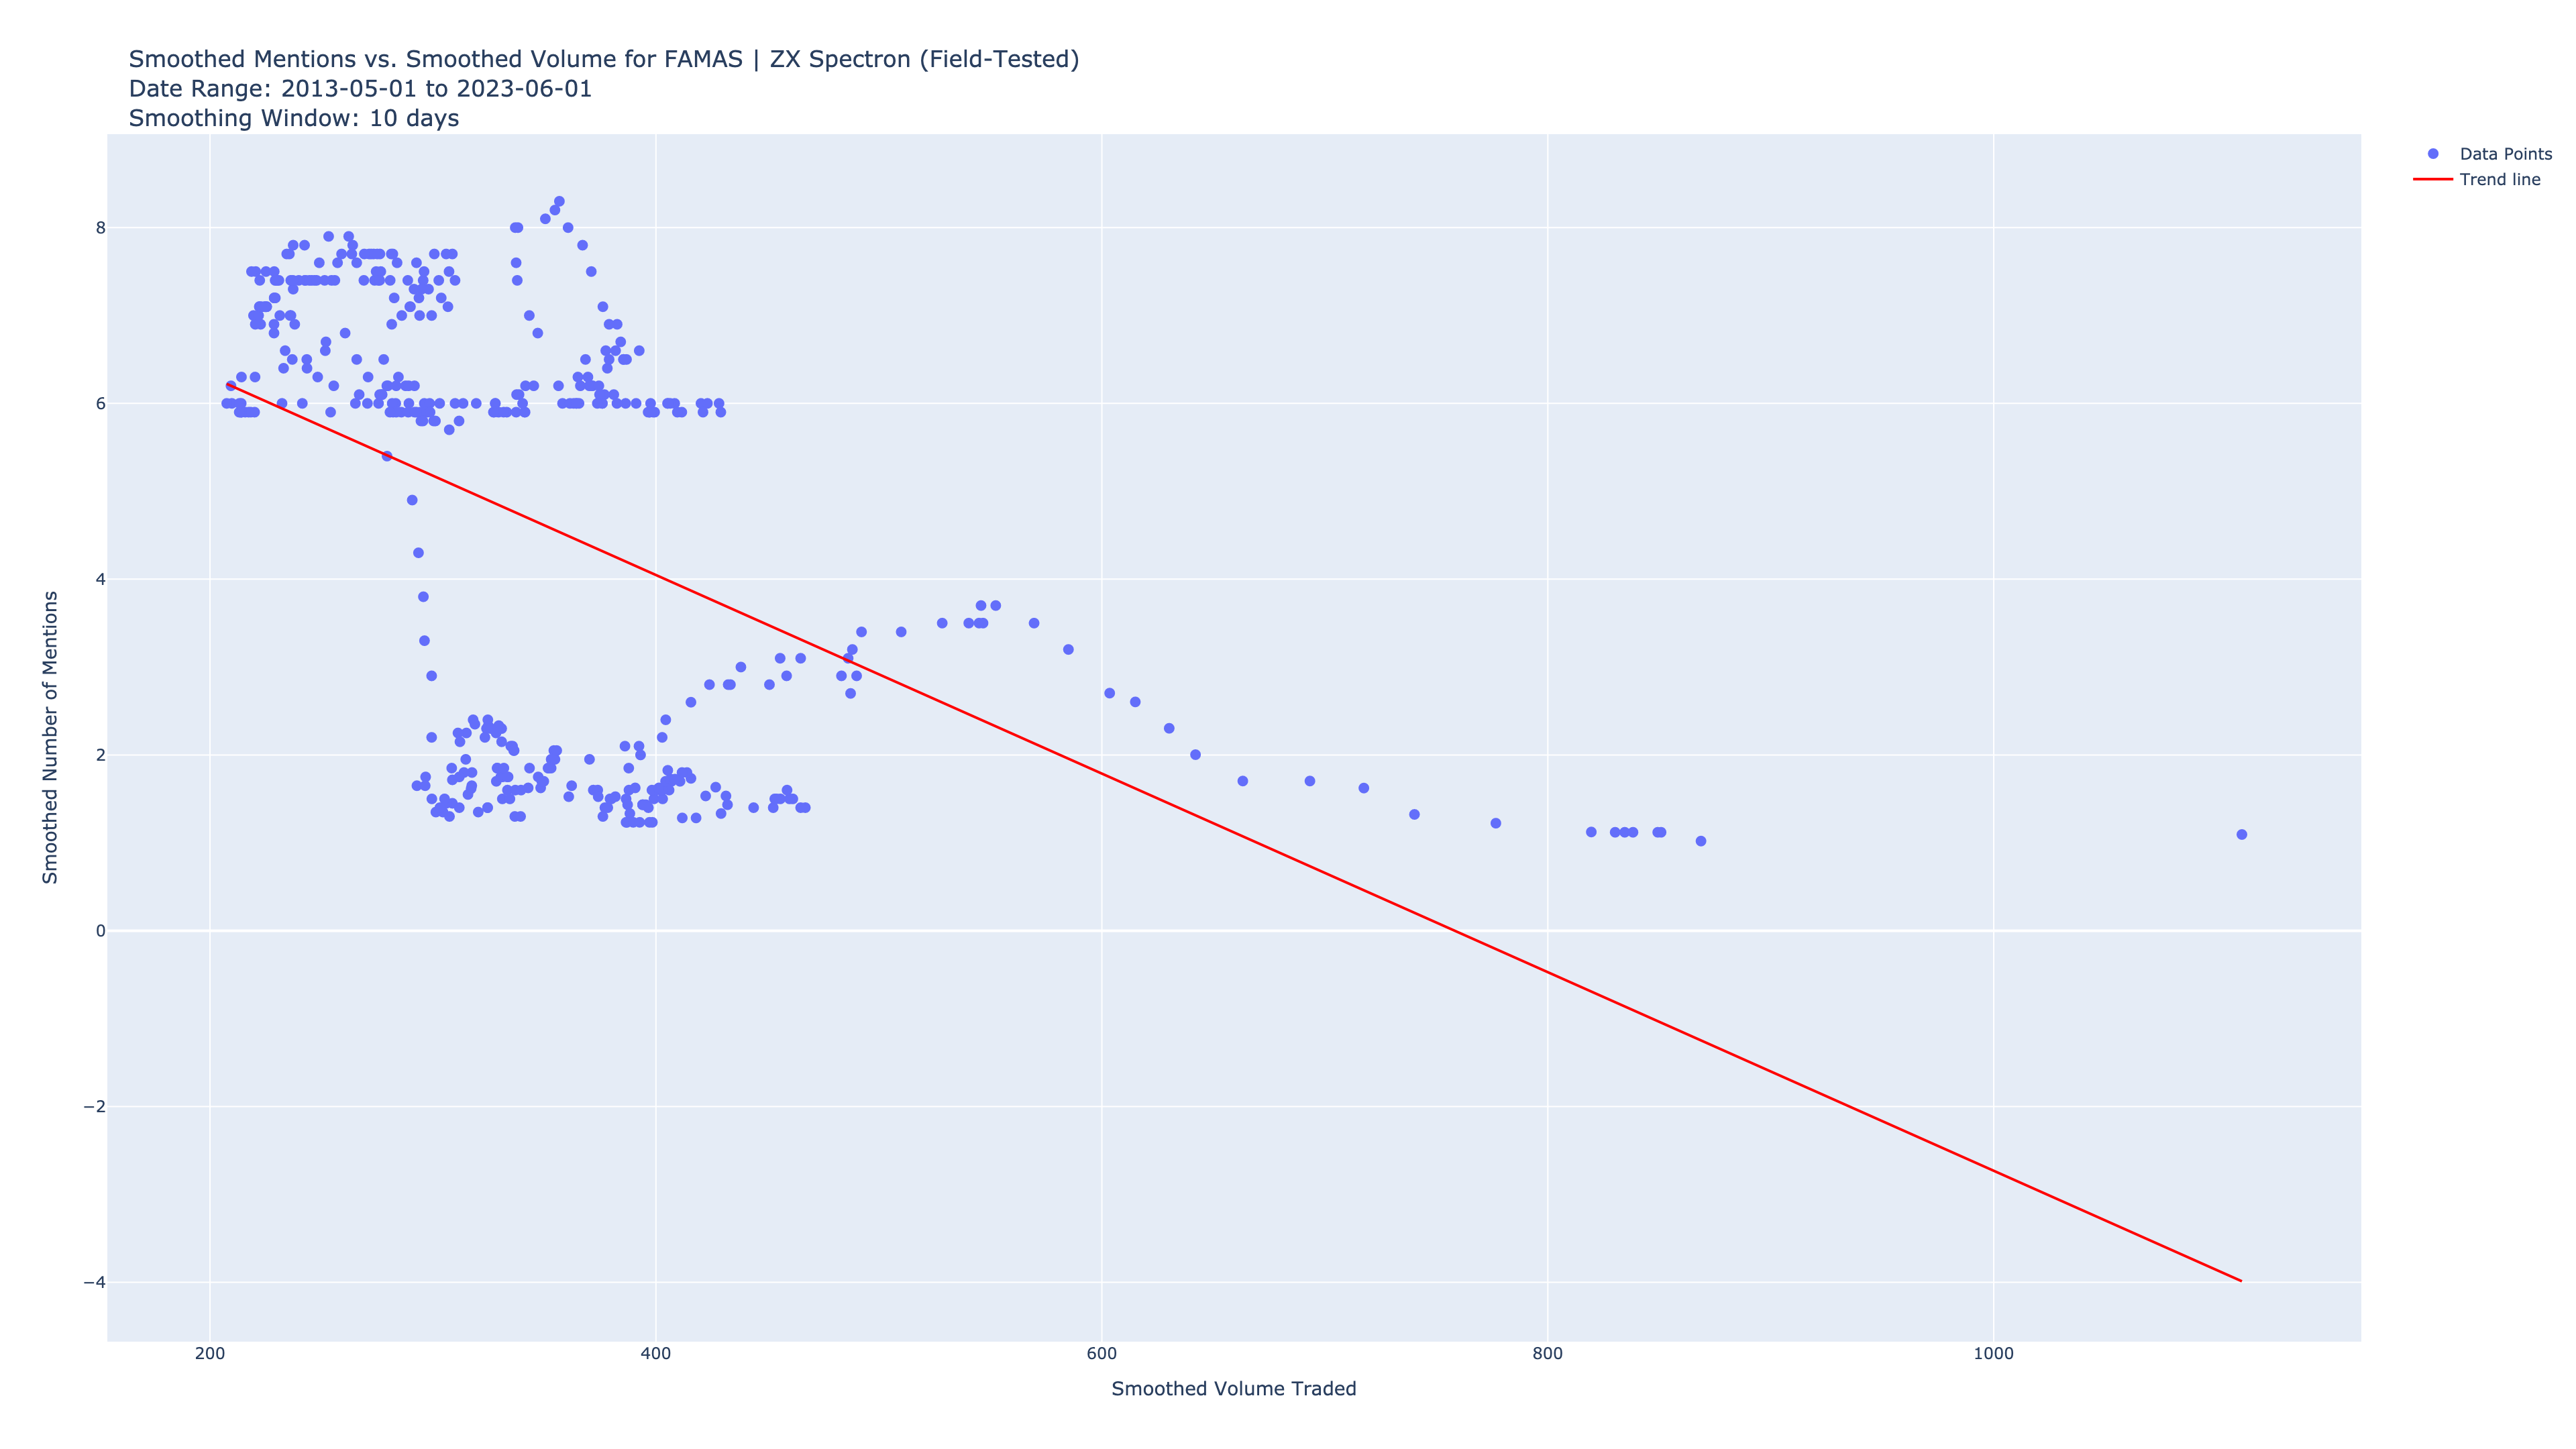 Smoothed Mentions vs. Smoothed Volume for FAMAS | ZX Spectron (Field-Tested)
Date Range: 2013-05-01 to 2023-06-01
Smoothing Window: 10 days
Data Points
Trend line
8
6
4
2
0
−2
−4
Smoothed Number of Mentions
200
400
600
800
1000
Smoothed Volume Traded